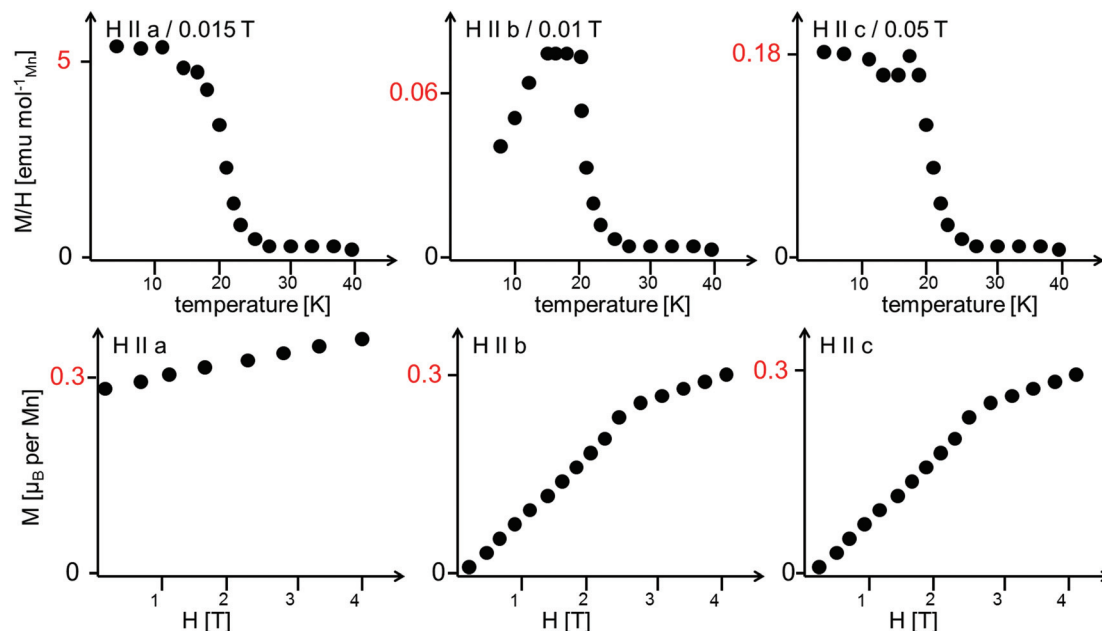 H II a / 0.015 T
H II b / 0.01 T
H II c / 0.05 T
M/H [emu mol⁻¹Mn]
5
0
0.06
0.18
0
10 20 30 40
10 20 30 40
10 20 30 40
temperature [K]
temperature [K]
temperature [K]
H II a
H II b
H II c
M [µB per Mn]
0.3
0
0.3
0
0.3
0
1 2 3 4
1 2 3 4
1 2 3 4
H [T]
H [T]
H [T]